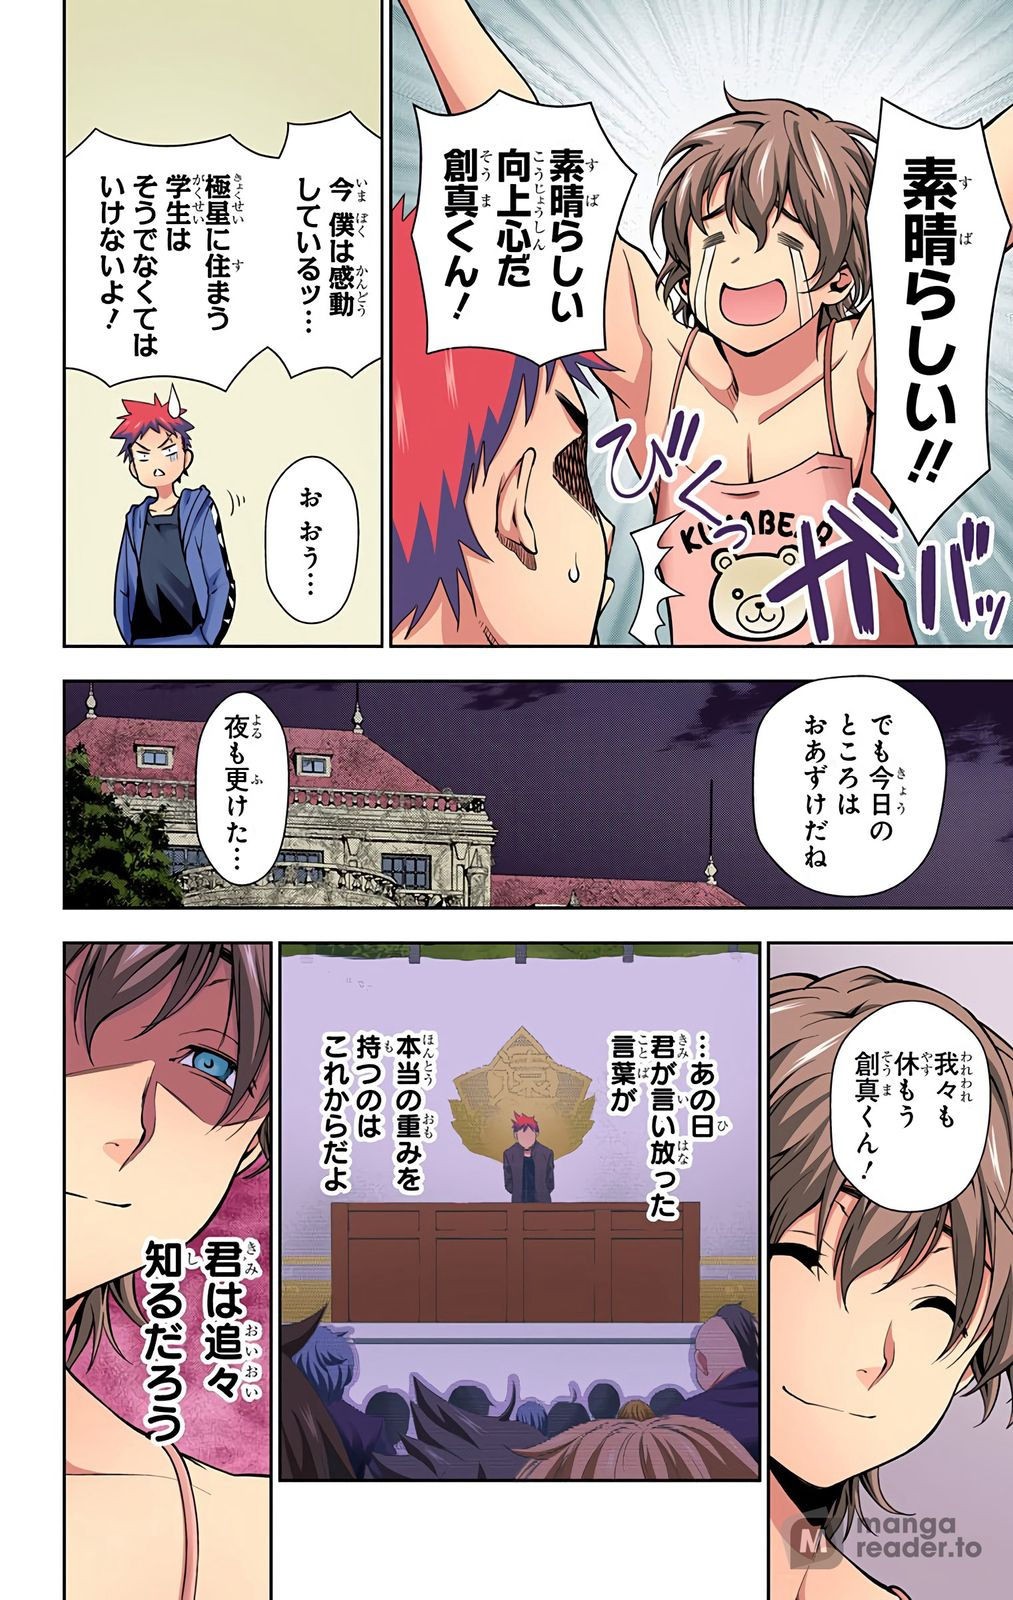 素晴らしい!!
素晴らしい
向上心だ
創真くん!
ガバッ
びくっ
KUMABEAR
今 僕は感動
しているッ…
極星に住まう
学生は
そうでなくては
いけないよ!
お おう…
でも今日の
ところは
おあずけだね
夜も更けた…
我々も
休もう
創真くん!
…あの日
君が言い放った
言葉が
本当の重みを
持つのは
これからだよ
君は追々
知るだろう
manga
reader.to